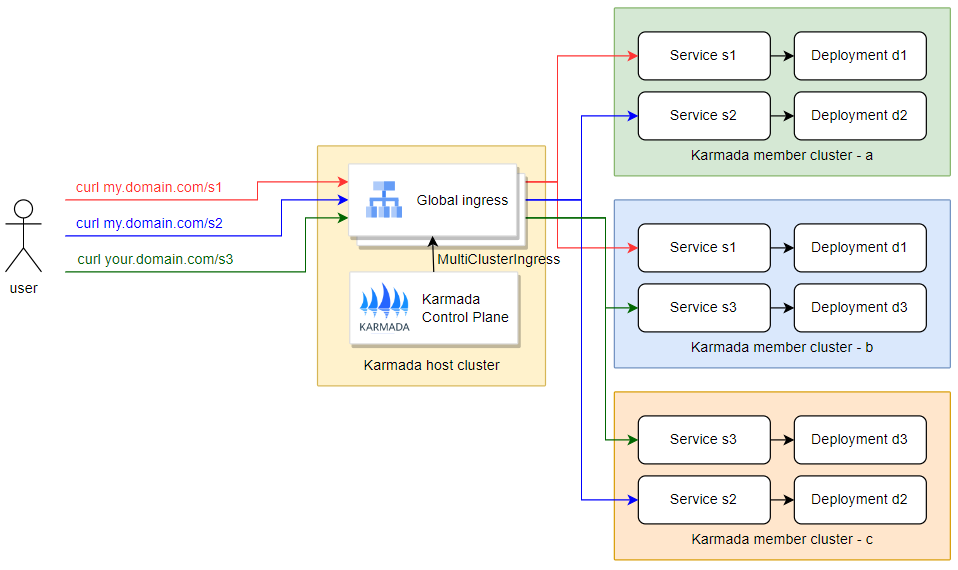 user
curl my.domain.com/s1
curl my.domain.com/s2
curl your.domain.com/s3
Global ingress
MultiClusterIngress
KARMADA
Karmada
Control Plane
Karmada host cluster
Service s1
Deployment d1
Service s2
Deployment d2
Karmada member cluster - a
Service s1
Deployment d1
Service s3
Deployment d3
Karmada member cluster - b
Service s3
Deployment d3
Service s2
Deployment d2
Karmada member cluster - c